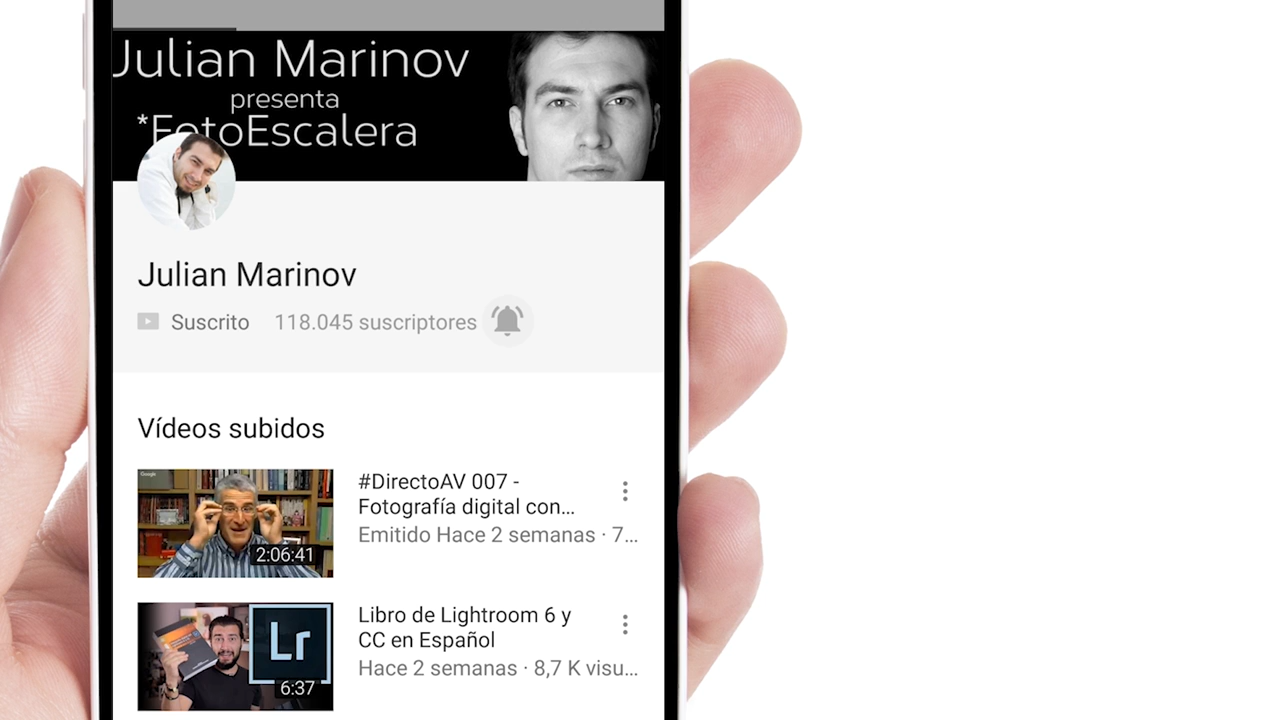 Julian Marinov
presenta
*FotoEscalera
Julian Marinov
Suscrito 118.045 suscriptores
Vídeos subidos
Google
#DirectoAV 007 -
Fotografía digital con...
Emitido Hace 2 semanas · 7...
2:06:41
Libro de Lightroom 6 y
CC en Español
Hace 2 semanas · 8,7 K visu...
Lr
6:37